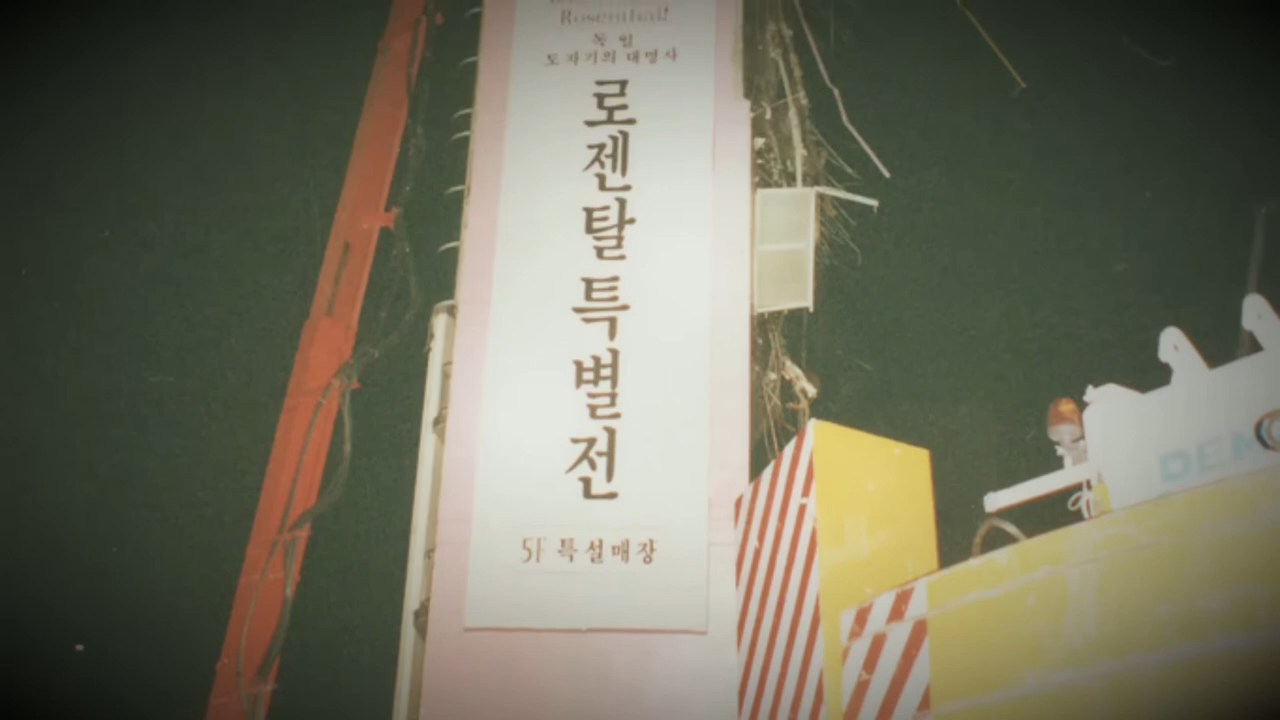 Rosenthal!
독일
도자기의 대명사
로젠탈 특별전
5F 특설매장
DEM